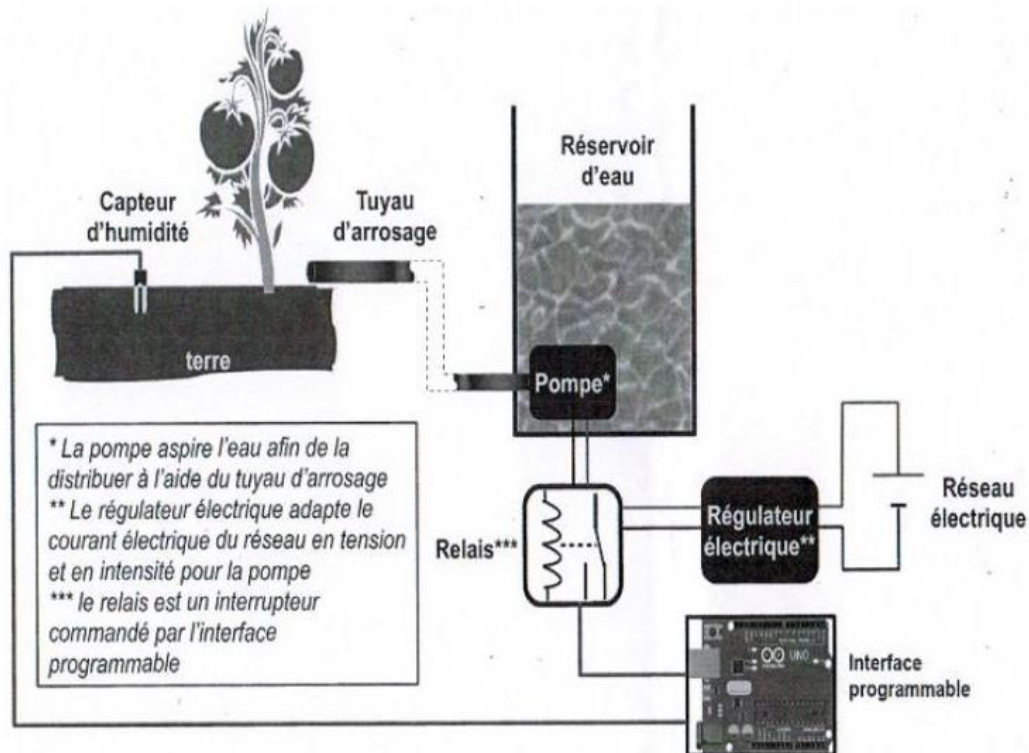 Réservoir
d'eau
Capteur
d'humidité
Tuyau
d'arrosage
terre
Pompe*
* La pompe aspire l'eau afin de la
distribuer à l'aide du tuyau d'arrosage
** Le régulateur électrique adapte le
courant électrique du réseau en tension
et en intensité pour la pompe
*** le relais est un interrupteur
commandé par l'interface
programmable
Relais***
Régulateur
électrique**
Réseau
électrique
UNO
Interface
programmable